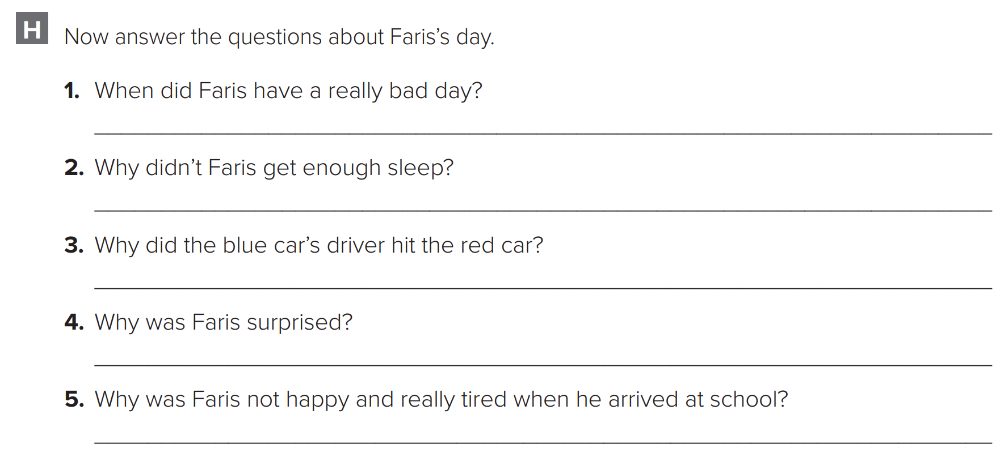 H Now answer the questions about Faris’s day.
1. When did Faris have a really bad day?
2. Why didn’t Faris get enough sleep?
3. Why did the blue car’s driver hit the red car?
4. Why was Faris surprised?
5. Why was Faris not happy and really tired when he arrived at school?